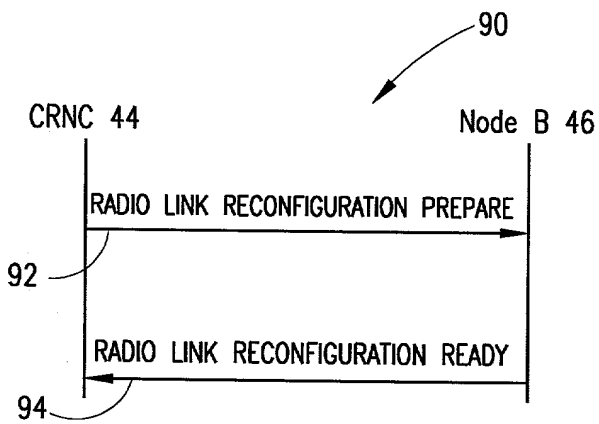 90
CRNC 44
Node B 46
RADIO LINK RECONFIGURATION PREPARE
92
RADIO LINK RECONFIGURATION READY
94